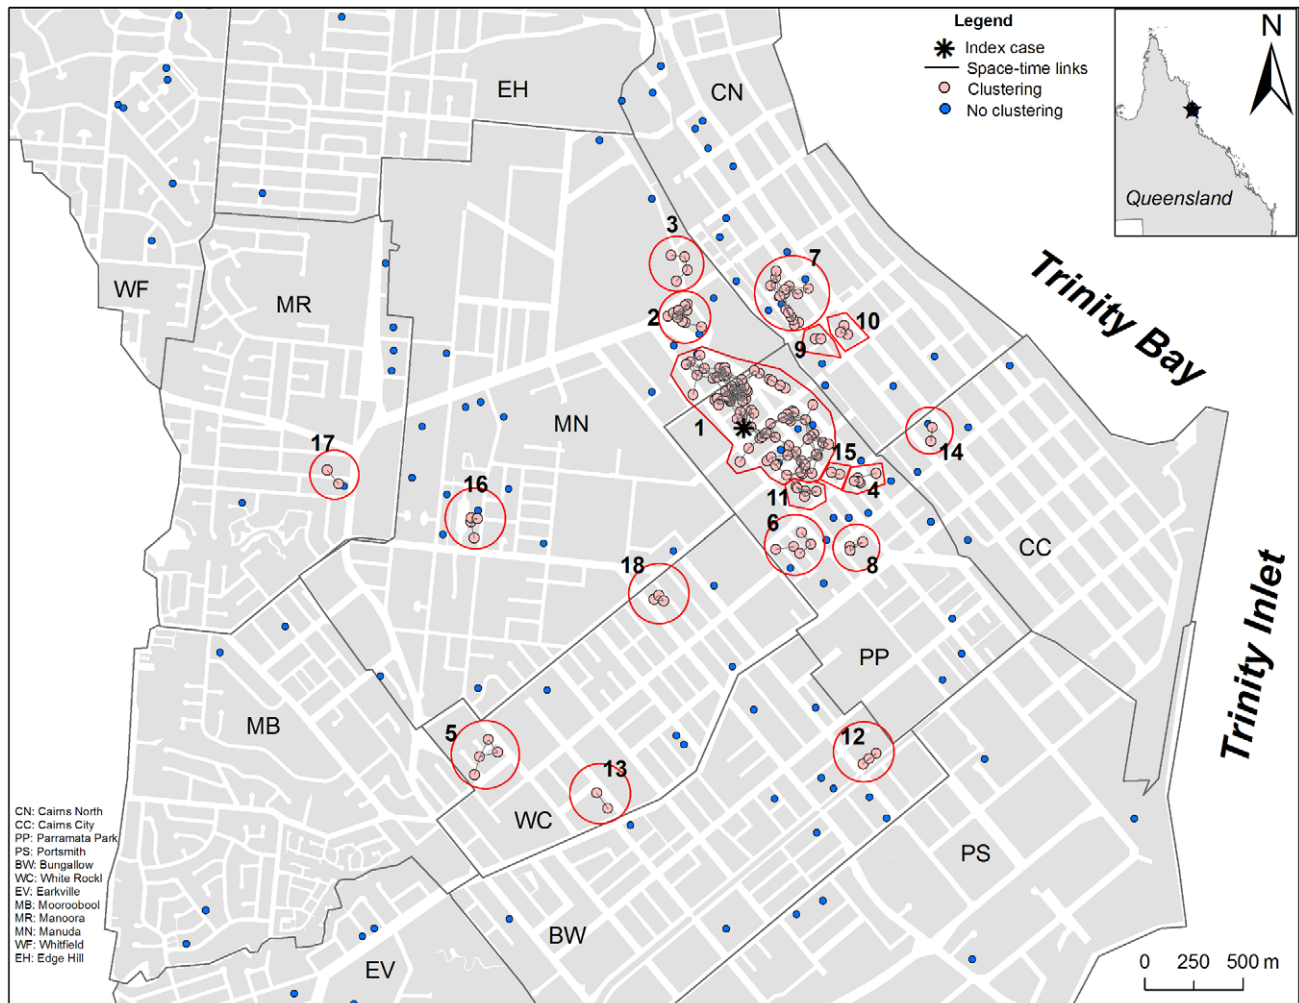 Legend
Index case
Space-time links
Clustering
No clustering
N
Queensland
EH
CN
3
7
WF
MR
2
10
9
Trinity Bay
MN
1
17
14
15
16
4
11
6
CC
8
18
Trinity Inlet
PP
MB
5
12
13
WC
PS
BW
EV
CN: Cairns North
CC: Cairns City
PP: Parramata Park
PS: Portsmith
BW: Bungallow
WC: White Rockl
EV: Earkville
MB: Mooroobool
MR: Manoora
MN: Manuda
WF: Whitfield
EH: Edge Hill
0 250 500 m